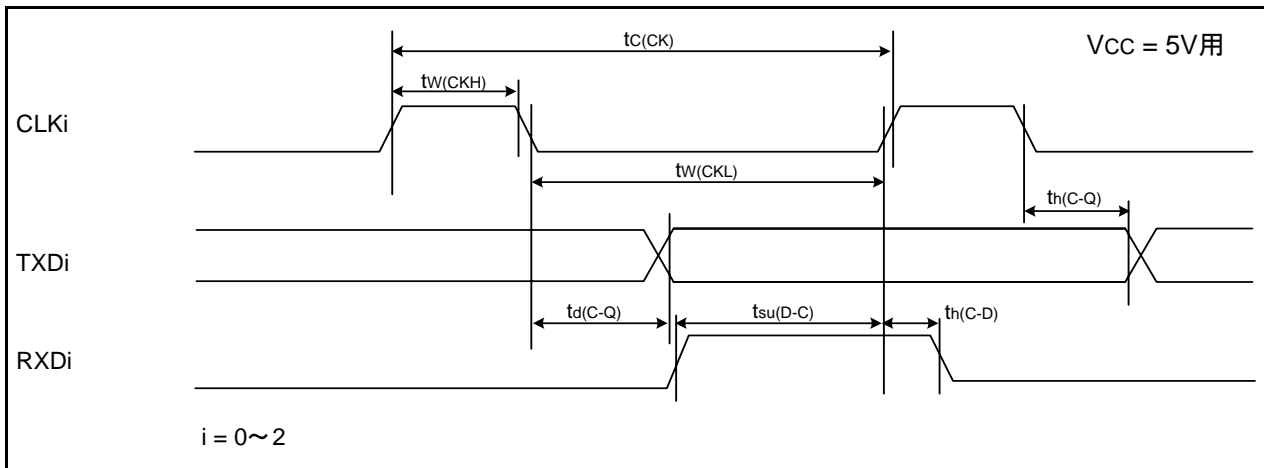 tC(CK)
VCC = 5V用
tW(CKH)
CLKi
tW(CKL)
th(C-Q)
TXDi
td(C-Q)
tsu(D-C)
th(C-D)
RXDi
i = 0～2